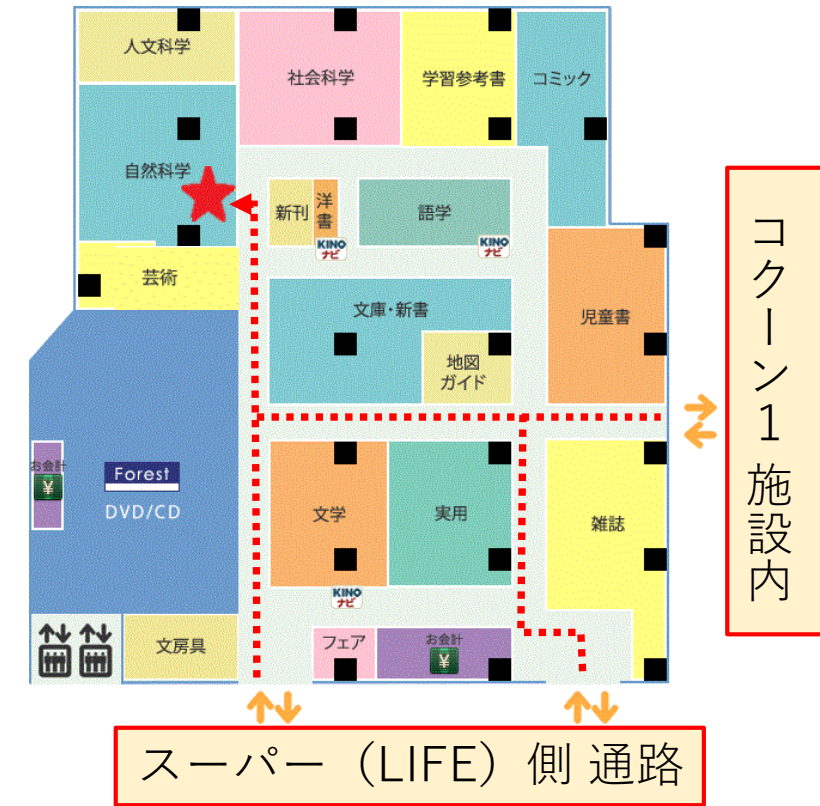 人文科学
社会科学
学習参考書
コミック
自然科学
新刊
洋
書
語学
KINO
ナビ
KINO
ナビ
芸術
文庫・新書
児童書
地図
ガイド
コクーン1 施設内
お会計
¥
Forest
DVD/CD
文学
実用
雑誌
KINO
ナビ
文房具
フェア
お会計
¥
スーパー（LIFE）側 通路